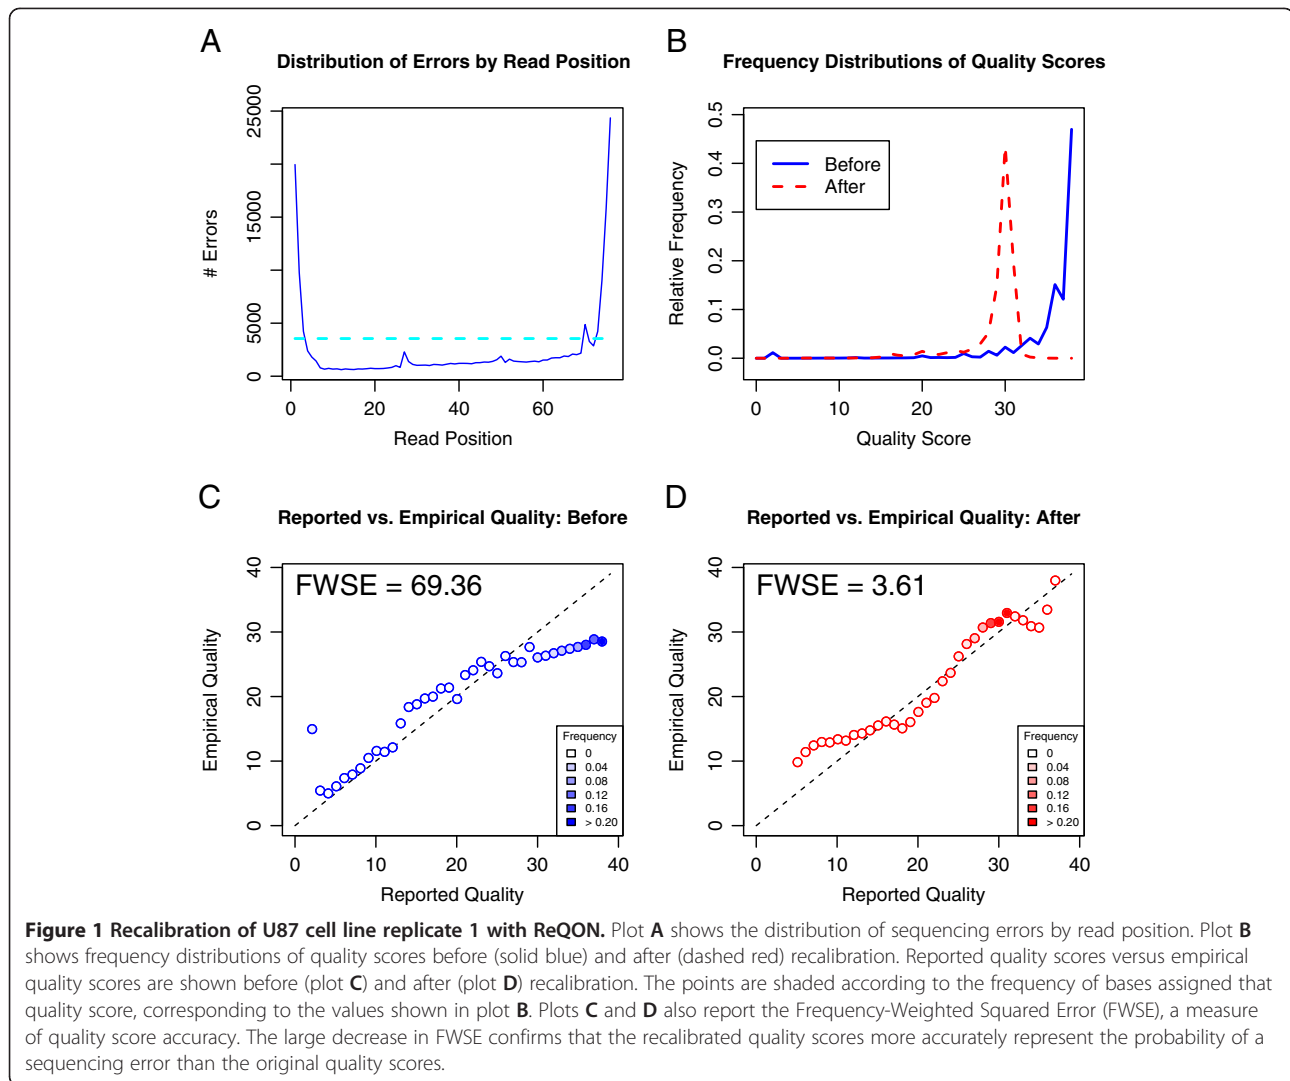 A
Distribution of Errors by Read Position
# Errors
25000
15000
5000
0
0
20
40
60
Read Position
B
Frequency Distributions of Quality Scores
Relative Frequency
0.5
0.4
0.3
0.2
0.1
0.0
Before
After
0
10
20
30
Quality Score
C
Reported vs. Empirical Quality: Before
FWSE = 69.36
Empirical Quality
40
30
20
10
0
Frequency
0
0.04
0.08
0.12
0.16
> 0.20
0
10
20
30
40
Reported Quality
D
Reported vs. Empirical Quality: After
FWSE = 3.61
Empirical Quality
40
30
20
10
0
Frequency
0
0.04
0.08
0.12
0.16
> 0.20
0
10
20
30
40
Reported Quality
Figure 1 Recalibration of U87 cell line replicate 1 with ReQON. Plot A shows the distribution of sequencing errors by read position. Plot B
shows frequency distributions of quality scores before (solid blue) and after (dashed red) recalibration. Reported quality scores versus empirical
quality scores are shown before (plot C) and after (plot D) recalibration. The points are shaded according to the frequency of bases assigned that
quality score, corresponding to the values shown in plot B. Plots C and D also report the Frequency-Weighted Squared Error (FWSE), a measure
of quality score accuracy. The large decrease in FWSE confirms that the recalibrated quality scores more accurately represent the probability of a
sequencing error than the original quality scores.